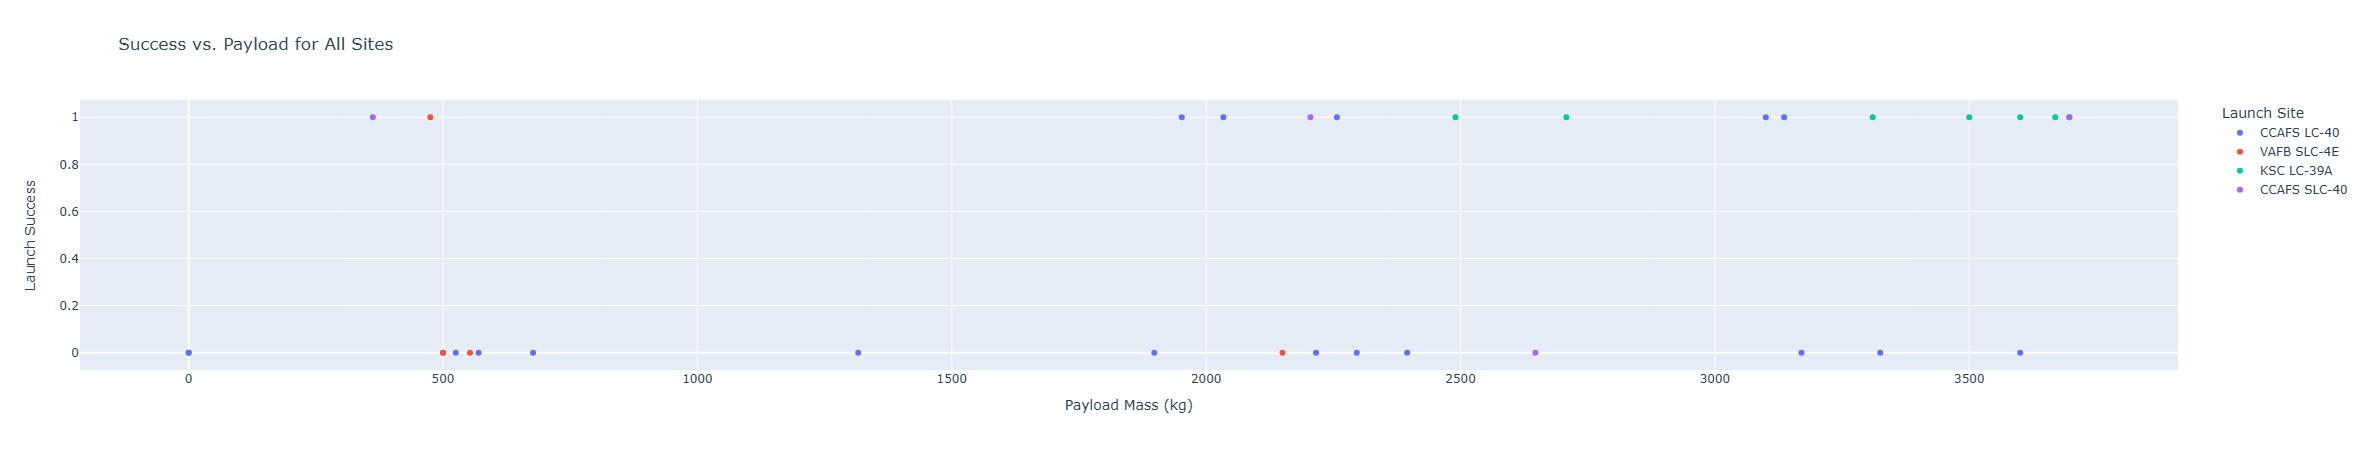 Success vs. Payload for All Sites
Launch Success
1
0.8
0.6
0.4
0.2
0
0 500 1000 1500 2000 2500 3000 3500
Payload Mass (kg)
Launch Site
CCAFS LC-40
VAFB SLC-4E
KSC LC-39A
CCAFS SLC-40